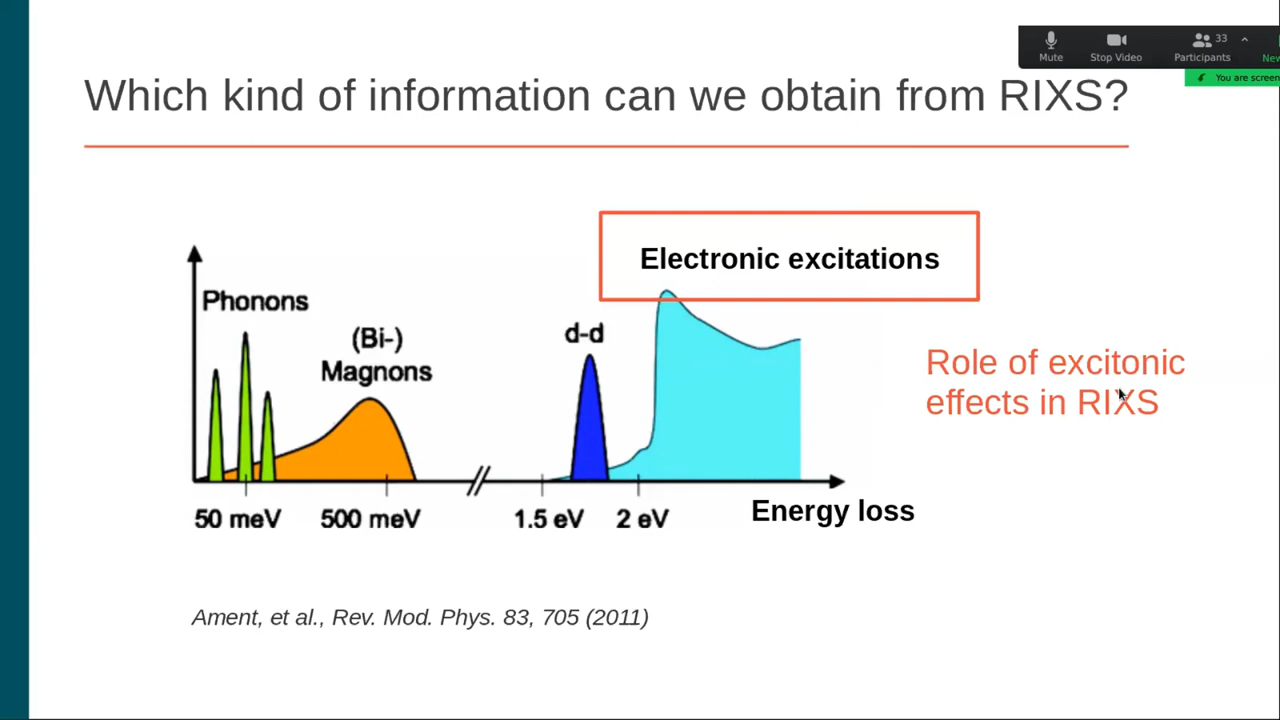 Mute
Stop Video
33
Participants
New
You are screen
Which kind of information can we obtain from RIXS?
Electronic excitations
Phonons
(Bi-)
Magnons
d-d
Role of excitonic
effects in RIXS
50 meV
500 meV
1.5 eV
2 eV
Energy loss
Ament, et al., Rev. Mod. Phys. 83, 705 (2011)